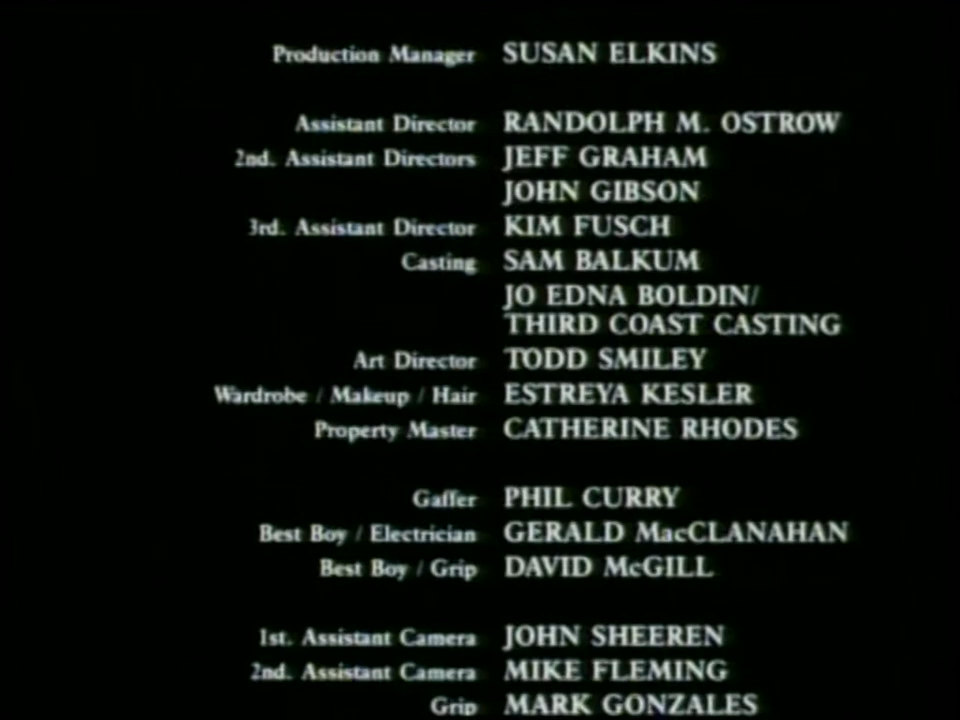 Production Manager SUSAN ELKINS
Assistant Director RANDOLPH M. OSTROW
2nd. Assistant Directors JEFF GRAHAM
JOHN GIBSON
3rd. Assistant Director KIM FUSCH
Casting SAM BALKUM
JO EDNA BOLDIN/
THIRD COAST CASTING
Art Director TODD SMILEY
Wardrobe / Makeup / Hair ESTREYA KESLER
Property Master CATHERINE RHODES
Gaffer PHIL CURRY
Best Boy / Electrician GERALD MacCLANAHAN
Best Boy / Grip DAVID McGILL
1st. Assistant Camera JOHN SHEEREN
2nd. Assistant Camera MIKE FLEMING
Grip MARK GONZALES